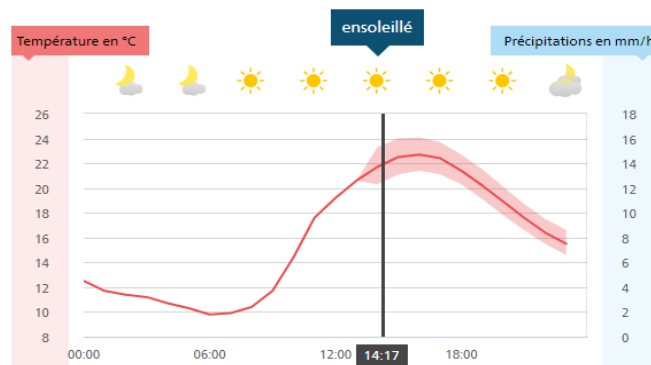 ensoleillé
Température en °C
Précipitations en mm/h
26 18
24 16
22 14
20 12
18 10
16 8
14 6
12 4
10 2
8 0
00:00 06:00 12:00 14:17 18:00